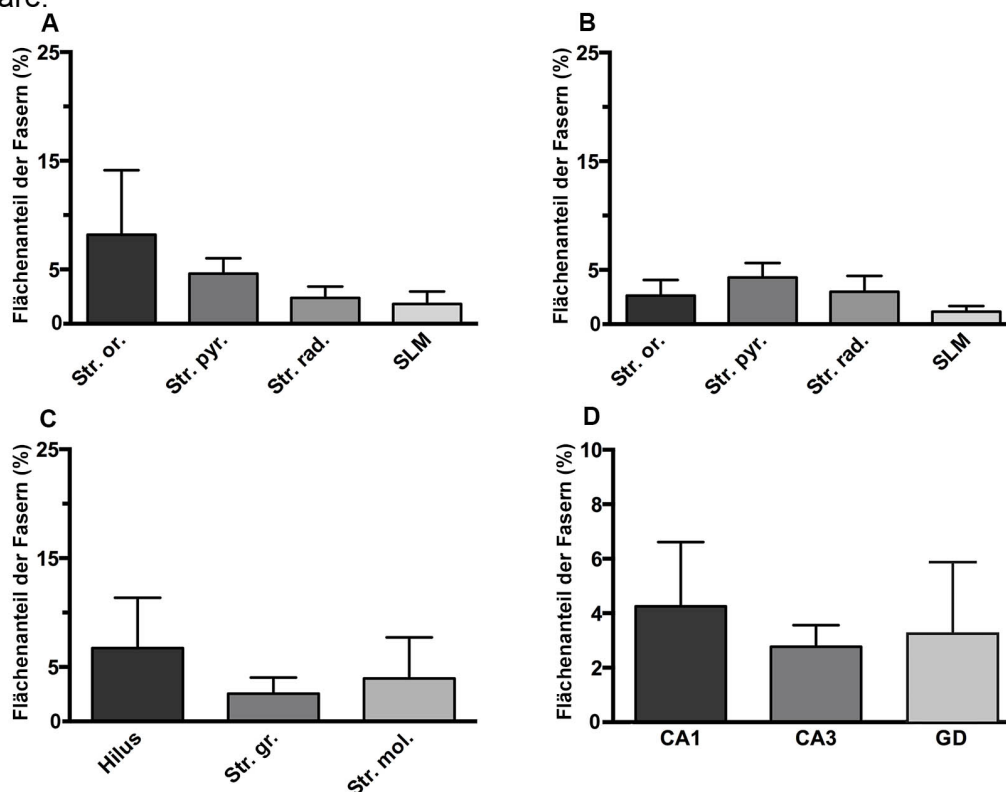 are.
A
Flächenanteil der Fasern (%)
25
15
5
0
Str. or.
Str. pyr.
Str. rad.
SLM
B
Flächenanteil der Fasern (%)
25
15
5
0
Str. or.
Str. pyr.
Str. rad.
SLM
C
Flächenanteil der Fasern (%)
25
15
5
0
Hilus
Str. gr.
Str. mol.
D
Flächenanteil der Fasern (%)
10
8
6
4
2
0
CA1
CA3
GD